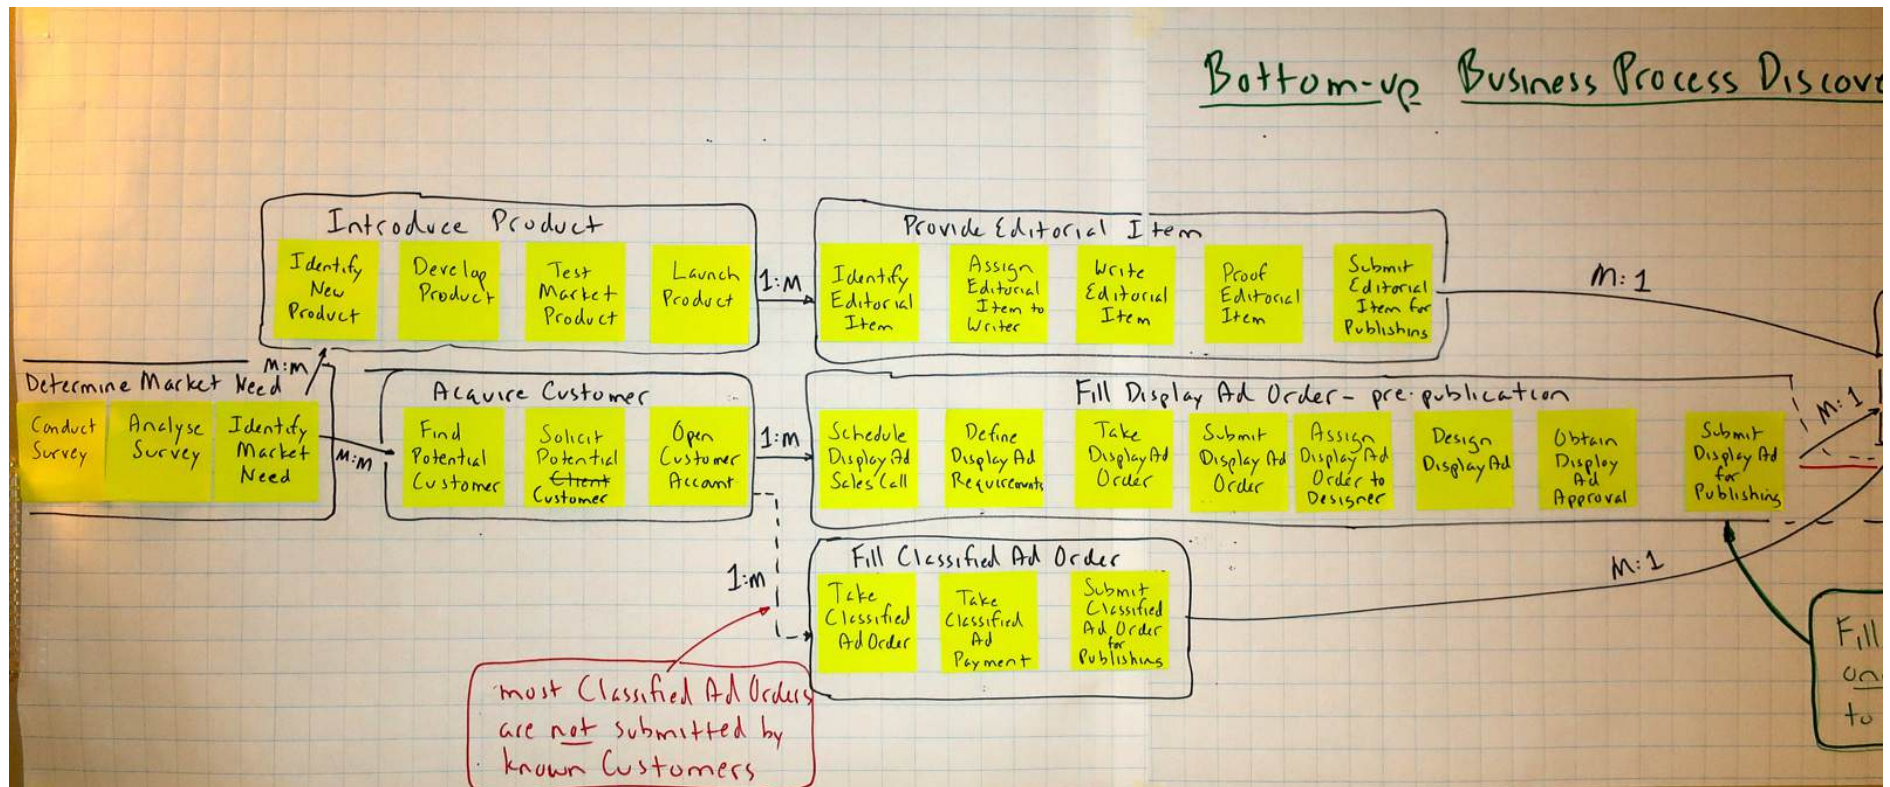 Bottom-up Business Process Discove
Introduce Product
Identify
New
Product
Develop
Product
Test
Market
Product
Launch
Product
1:M
Provide Editorial Item
Identify
Editorial
Item
Assign
Editorial
Item to
Writer
Write
Editorial
Item
Proof
Editorial
Item
Submit
Editorial
Item for
Publishing
M:1
Determine Market Need
M:M
Conduct
Survey
Analyse
Survey
Identify
Market
Need
M:M
Acquire Customer
Find
Potential
Customer
Solicit
Potential
Client
Customer
Open
Customer
Account
1:M
Fill Display Ad Order - pre-publication
Schedule
Display Ad
Sales Call
Define
Display Ad
Requirements
Take
Display Ad
Order
Submit
Display Ad
Order
Assign
Display Ad
Order to
Designer
Design
Display Ad
Obtain
Display
Ad
Approval
Submit
Display Ad
for
Publishing
M:1
1:M
Fill Classified Ad Order
Take
Classified
Ad Order
Take
Classified
Ad
Payment
Submit
Classified
Ad Order
for
Publishing
M:1
most Classified Ad Orders
are not submitted by
known Customers
Fill
to